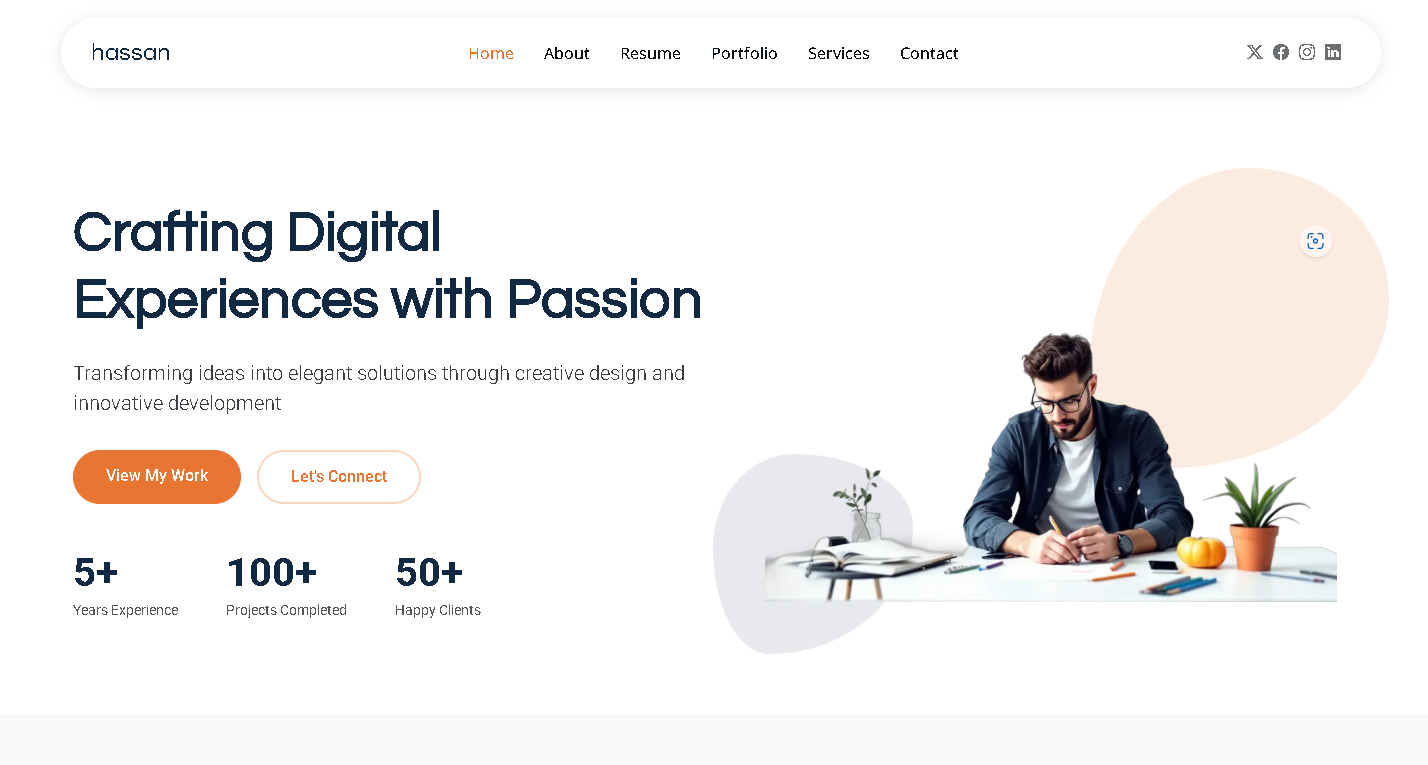 hassan
Home About Resume Portfolio Services Contact
Crafting Digital
Experiences with Passion
Transforming ideas into elegant solutions through creative design and
innovative development
View My Work Let's Connect
5+ 100+ 50+
Years Experience Projects Completed Happy Clients